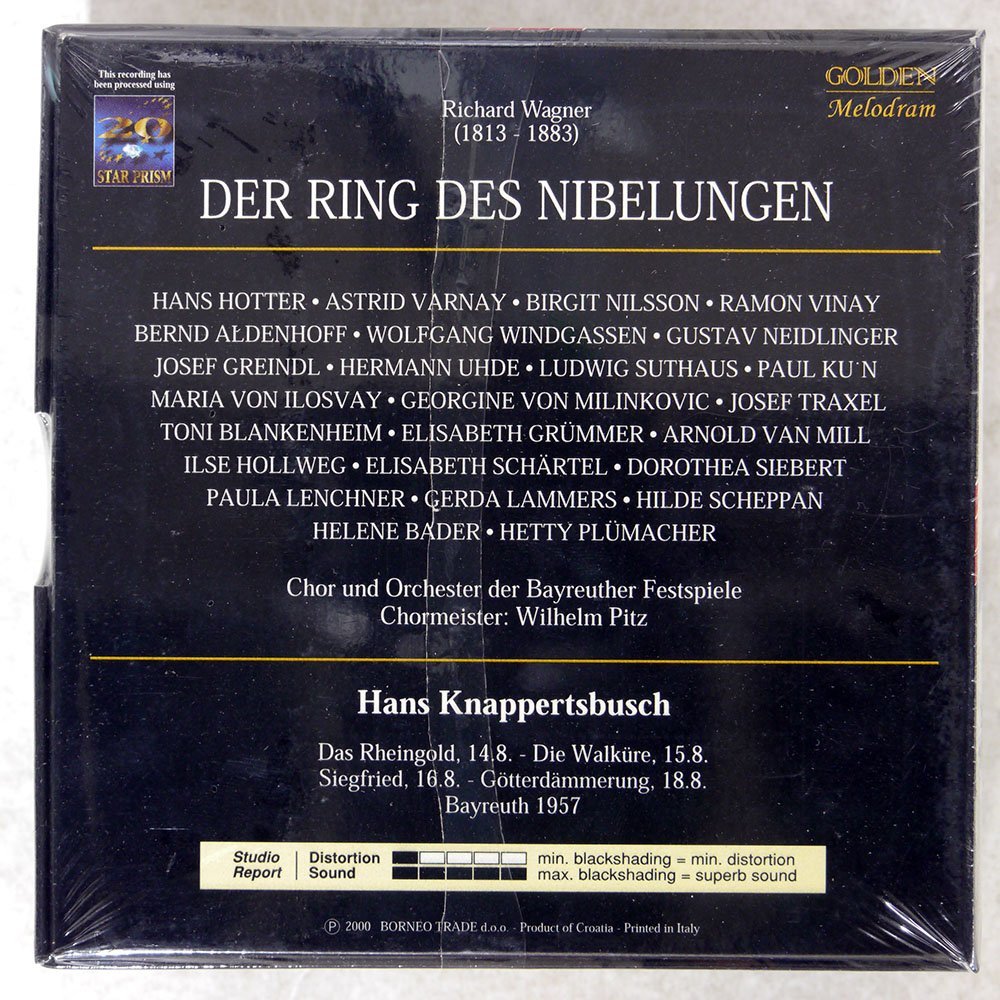 This recording has
been processed using
20
STAR PRISM
GOLDEN
Melodram
Richard Wagner
(1813 - 1883)
DER RING DES NIBELUNGEN
HANS HOTTER • ASTRID VARNAY • BIRGIT NILSSON • RAMON VINAY
BERND ALDENHOFF • WOLFGANG WINDGASSEN • GUSTAV NEIDLINGER
JOSEF GREINDL • HERMANN UHDE • LUDWIG SUTHAUS • PAUL KU`N
MARIA VON ILOSVAY • GEORGINE VON MILINKOVIC • JOSEF TRAXEL
TONI BLANKENHEIM • ELISABETH GRÜMMER • ARNOLD VAN MILL
ILSE HOLLWEG • ELISABETH SCHÄRTEL • DOROTHEA SIEBERT
PAULA LENCHNER • GERDA LAMMERS • HILDE SCHEPPAN
HELENE BADER • HETTY PLÜMACHER
Chor und Orchester der Bayreuther Festspiele
Chormeister: Wilhelm Pitz
Hans Knappertsbusch
Das Rheingold, 14.8. - Die Walküre, 15.8.
Siegfried, 16.8. - Götterdämmerung, 18.8.
Bayreuth 1957
Studio Report
Distortion min. blackshading = min. distortion
Sound max. blackshading = superb sound
℗ 2000 BORNEO TRADE d.o.o. - Product of Croatia - Printed in Italy